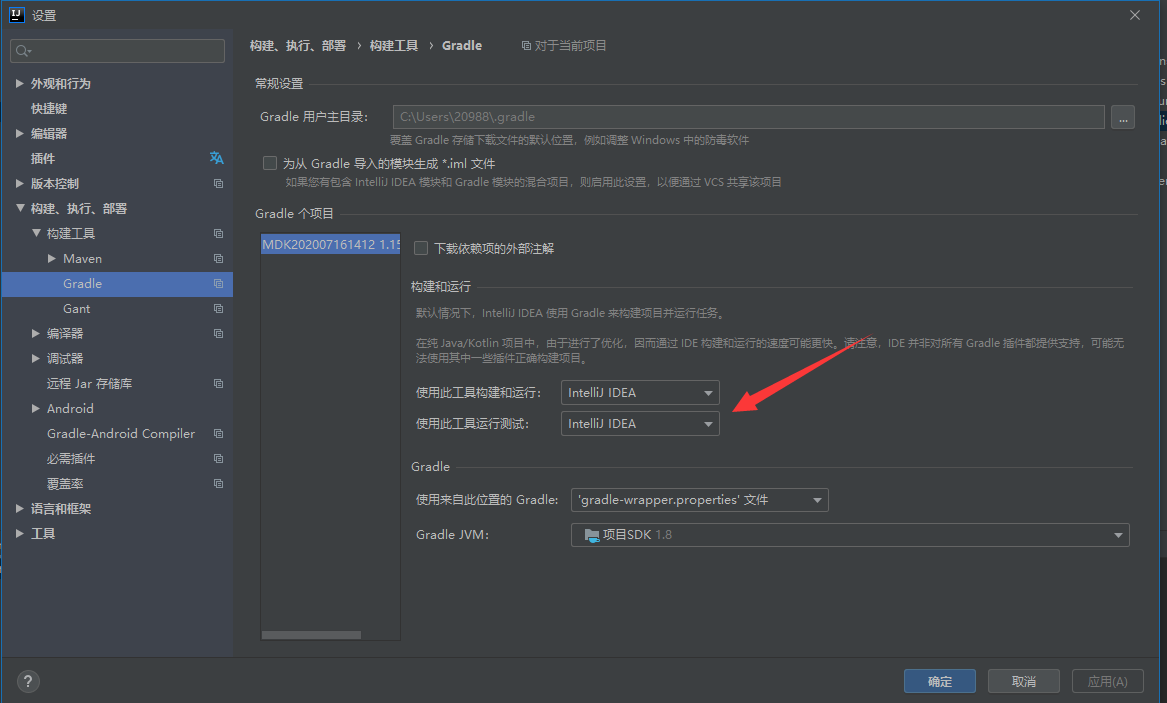 设置
构建、执行、部署 › 构建工具 › Gradle
对于当前项目
外观和行为
快捷键
编辑器
插件
版本控制
构建、执行、部署
构建工具
Maven
Gradle
Gant
编译器
调试器
远程 Jar 存储库
Android
Gradle-Android Compiler
必需插件
覆盖率
语言和框架
工具
常规设置
Gradle 用户主目录:
C:\Users\20988\.gradle
...
覆盖 Gradle 存储下载文件的默认位置，例如调整 Windows 中的防毒软件
为从 Gradle 导入的模块生成 *.iml 文件
如果您有包含 IntelliJ IDEA 模块和 Gradle 模块的混合项目，则启用此设置，以便通过 VCS 共享该项目
Gradle 个项目
MDK202007161412 1.15
下载依赖项的外部注解
构建和运行
默认情况下，IntelliJ IDEA 使用 Gradle 来构建项目并运行任务。
在纯 Java/Kotlin 项目中，由于进行了优化，因而通过 IDE 构建和运行的速度可能更快。请注意，IDE 并非对所有 Gradle 插件都提供支持，可能无
法使用其中一些插件正确构建项目。
使用此工具构建和运行: IntelliJ IDEA
使用此工具运行测试: IntelliJ IDEA
Gradle
使用来自此位置的 Gradle: 'gradle-wrapper.properties' 文件
Gradle JVM: 项目SDK 1.8
?
确定
取消
应用(A)